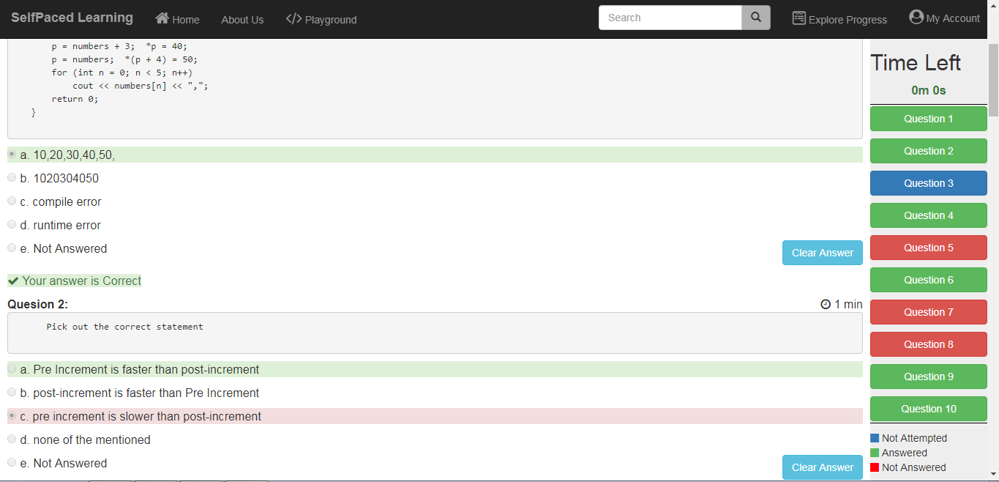 SelfPaced Learning Home About Us </> Playground Search Explore Progress My Account
p = numbers + 3;  *p = 40;
p = numbers;  *(p + 4) = 50;
for (int n = 0; n < 5; n++)
cout << numbers[n] << ",";
return 0;
}
a. 10,20,30,40,50,
b. 1020304050
c. compile error
d. runtime error
e. Not Answered
Clear Answer
Your answer is Correct
Quesion 2:
1 min
Pick out the correct statement
a. Pre Increment is faster than post-increment
b. post-increment is faster than Pre Increment
c. pre increment is slower than post-increment
d. none of the mentioned
e. Not Answered
Clear Answer
Time Left
0m 0s
Question 1
Question 2
Question 3
Question 4
Question 5
Question 6
Question 7
Question 8
Question 9
Question 10
Not Attempted
Answered
Not Answered